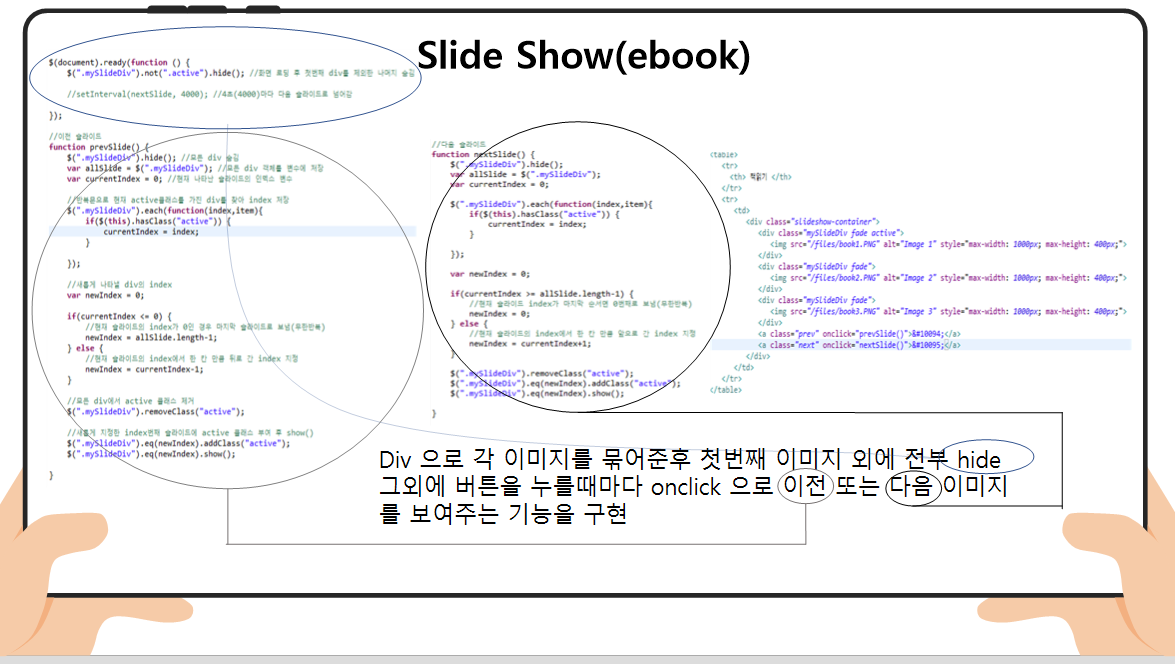 Slide Show(ebook)
$(document).ready(function () {
$(".mySlideDiv").not(".active").hide(); //화면 로딩 후 첫번째 div를 제외한 나머지 숨김
//setInterval(nextSlide, 4000); //4초(4000)마다 다음 슬라이드로 넘어감
});
//이전 슬라이드
function prevSlide() {
$(".mySlideDiv").hide(); //모든 div 숨김
var allSlide = $(".mySlideDiv"); //모든 div 객체를 변수에 저장
var currentIndex = 0; //현재 나타난 슬라이드의 인덱스 변수
//반복문으로 현재 active클래스를 가진 div를 찾아 index 저장
$(".mySlideDiv").each(function(index,item){
if($(this).hasClass("active")) {
currentIndex = index;
}
});
//새롭게 나타낼 div의 index
var newIndex = 0;
if(currentIndex <= 0) {
//현재 슬라이드의 index가 0인 경우 마지막 슬라이드로 보냄(무한반복)
newIndex = allSlide.length-1;
} else {
//현재 슬라이드의 index에서 한 칸 만큼 뒤로 간 index 지정
newIndex = currentIndex-1;
}
//모든 div에서 active 클래스 제거
$(".mySlideDiv").removeClass("active");
//새롭게 지정한 index번째 슬라이드에 active 클래스 부여 후 show()
$(".mySlideDiv").eq(newIndex).addClass("active");
$(".mySlideDiv").eq(newIndex).show();
}
//다음 슬라이드
function nextSlide() {
$(".mySlideDiv").hide();
var allSlide = $(".mySlideDiv");
var currentIndex = 0;
$(".mySlideDiv").each(function(index,item){
if($(this).hasClass("active")) {
currentIndex = index;
}
});
var newIndex = 0;
if(currentIndex >= allSlide.length-1) {
//현재 슬라이드 index가 마지막 순서면 0번째로 보냄(무한반복)
newIndex = 0;
} else {
//현재 슬라이드의 index에서 한 칸 만큼 앞으로 간 index 지정
newIndex = currentIndex+1;
}
$(".mySlideDiv").removeClass("active");
$(".mySlideDiv").eq(newIndex).addClass("active");
$(".mySlideDiv").eq(newIndex).show();
}
<table>
<tr>
<th> 책읽기 </th>
</tr>
<tr>
<td>
<div class="slideshow-container">
<div class="mySlideDiv fade active">
<img src="/files/book1.PNG" alt="Image 1" style="max-width: 1000px; max-height: 400px;">
</div>
<div class="mySlideDiv fade">
<img src="/files/book2.PNG" alt="Image 2" style="max-width: 1000px; max-height: 400px;">
</div>
<div class="mySlideDiv fade">
<img src="/files/book3.PNG" alt="Image 3" style="max-width: 1000px; max-height: 400px;">
</div>
<a class="prev" onclick="prevSlide()">&#10094;</a>
<a class="next" onclick="nextSlide()">&#10095;</a>
</div>
</td>
</tr>
</table>
Div 으로 각 이미지를 묶어준후 첫번째 이미지 외에 전부 hide
그외에 버튼을 누를때마다 onclick 으로 이전 또는 다음 이미지
를 보여주는 기능을 구현